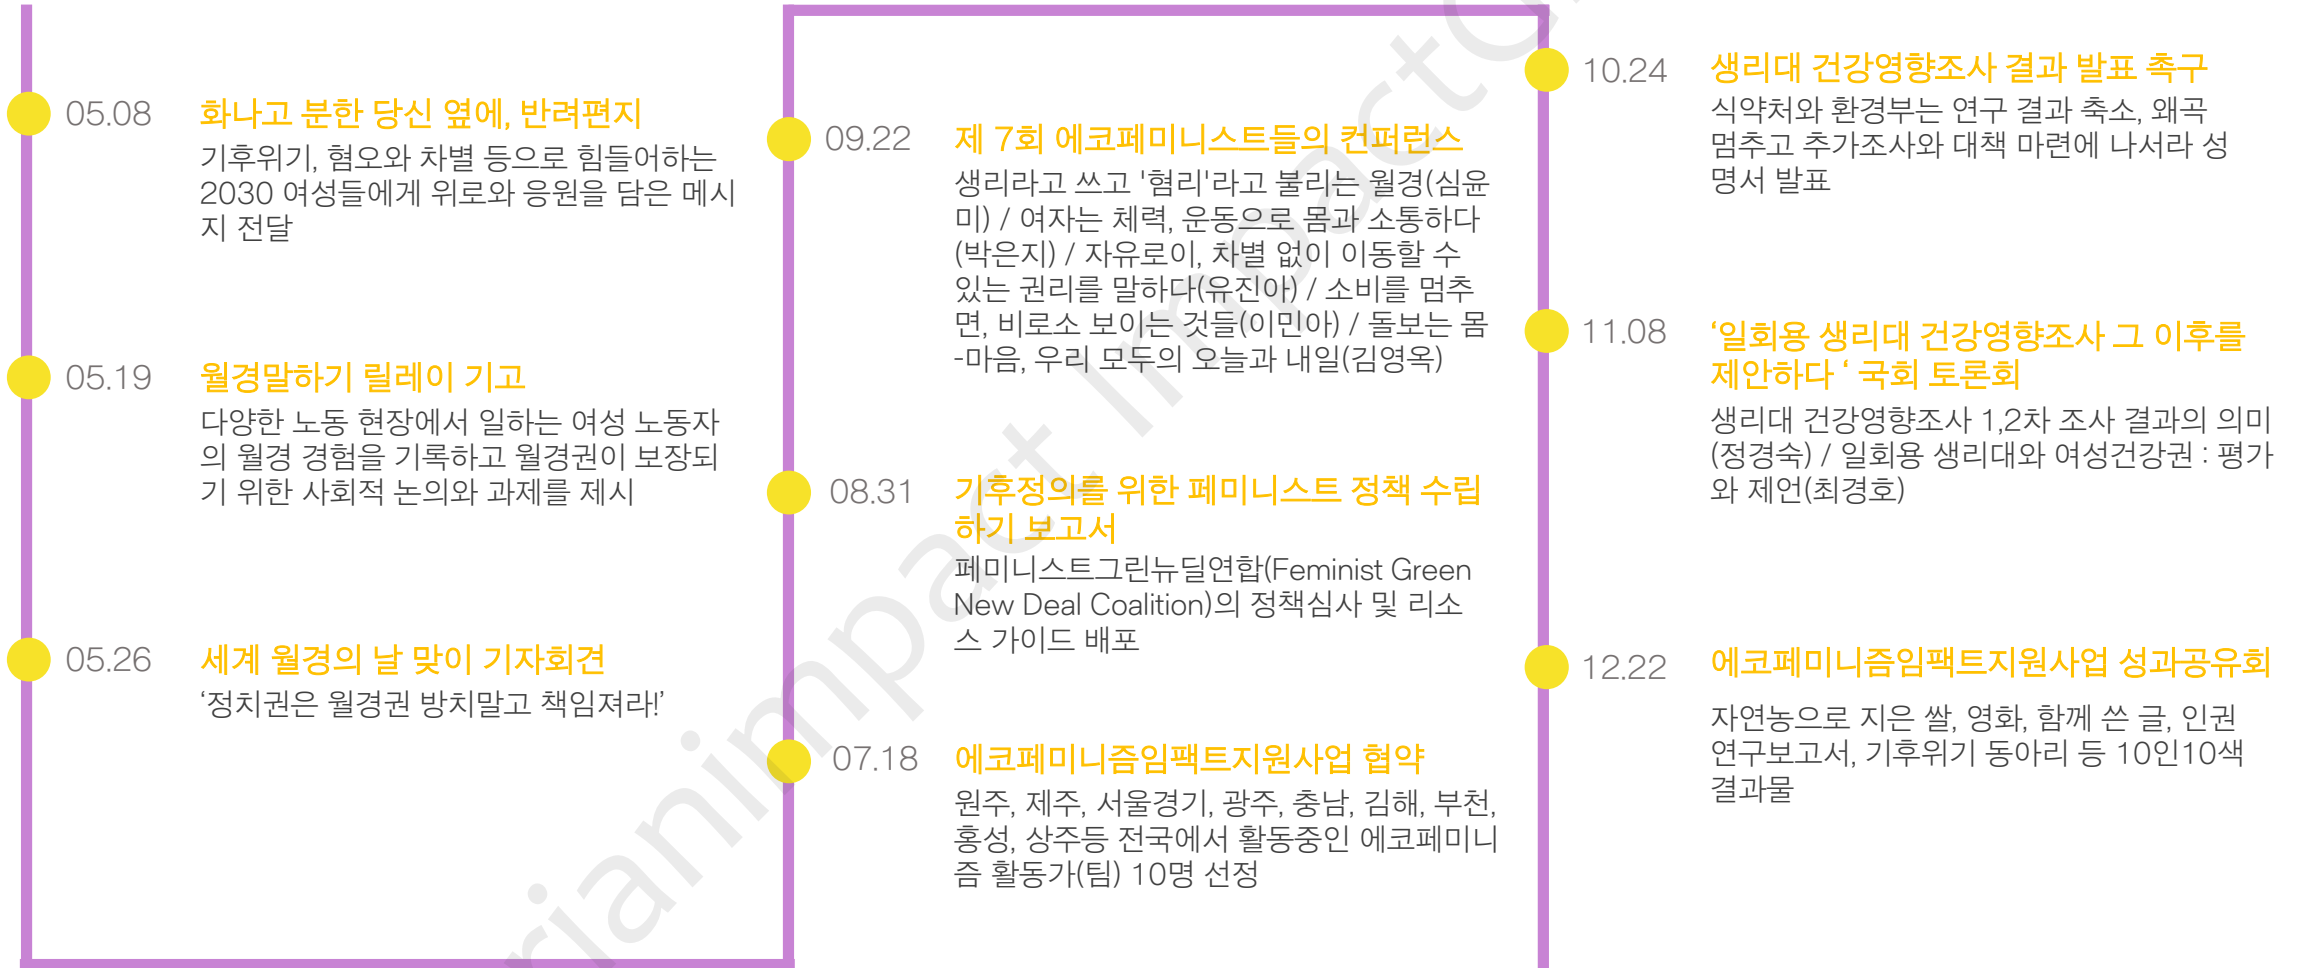 05.08
화나고 분한 당신 옆에, 반려편지
기후위기, 혐오와 차별 등으로 힘들어하는
2030 여성들에게 위로와 응원을 담은 메시
지 전달
05.19
월경말하기 릴레이 기고
다양한 노동 현장에서 일하는 여성 노동자
의 월경 경험을 기록하고 월경권이 보장되
기 위한 사회적 논의와 과제를 제시
05.26
세계 월경의 날 맞이 기자회견
‘정치권은 월경권 방치말고 책임져라!’
09.22
제 7회 에코페미니스트들의 컨퍼런스
생리라고 쓰고 '혐리'라고 불리는 월경(심윤
미) / 여자는 체력, 운동으로 몸과 소통하다
(박은지) / 자유로이, 차별 없이 이동할 수
있는 권리를 말하다(유진아) / 소비를 멈추
면, 비로소 보이는 것들(이민아) / 돌보는 몸
-마음, 우리 모두의 오늘과 내일(김영옥)
08.31
기후정의를 위한 페미니스트 정책 수립
하기 보고서
페미니스트그린뉴딜연합(Feminist Green
New Deal Coalition)의 정책심사 및 리소
스 가이드 배포
07.18
에코페미니즘임팩트지원사업 협약
원주, 제주, 서울경기, 광주, 충남, 김해, 부천,
홍성, 상주등 전국에서 활동중인 에코페미니
즘 활동가(팀) 10명 선정
10.24
생리대 건강영향조사 결과 발표 촉구
식약처와 환경부는 연구 결과 축소, 왜곡
멈추고 추가조사와 대책 마련에 나서라 성
명서 발표
11.08
‘일회용 생리대 건강영향조사 그 이후를
제안하다 ‘ 국회 토론회
생리대 건강영향조사 1,2차 조사 결과의 의미
(정경숙) / 일회용 생리대와 여성건강권 : 평가
와 제언(최경호)
12.22
에코페미니즘임팩트지원사업 성과공유회
자연농으로 지은 쌀, 영화, 함께 쓴 글, 인권
연구보고서, 기후위기 동아리 등 10인10색
결과물